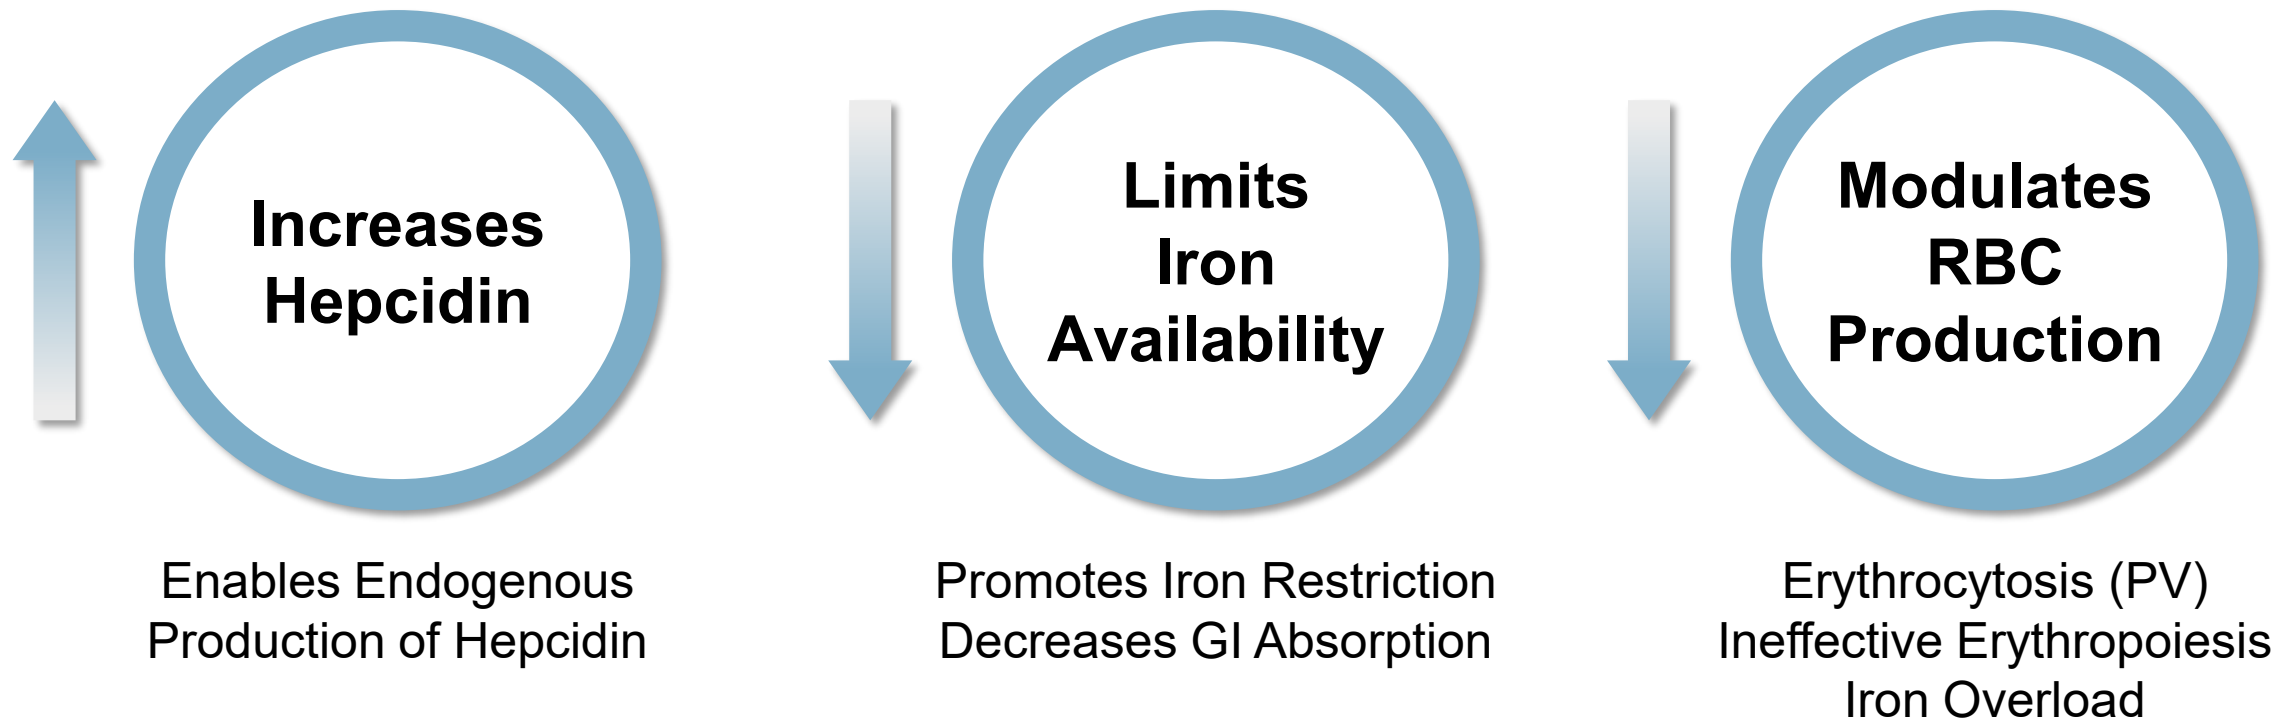 Increases
Hepcidin
Enables Endogenous
Production of Hepcidin
Limits
Iron
Availability
Promotes Iron Restriction
Decreases GI Absorption
Modulates
RBC
Production
Erythrocytosis (PV)
Ineffective Erythropoiesis
Iron Overload